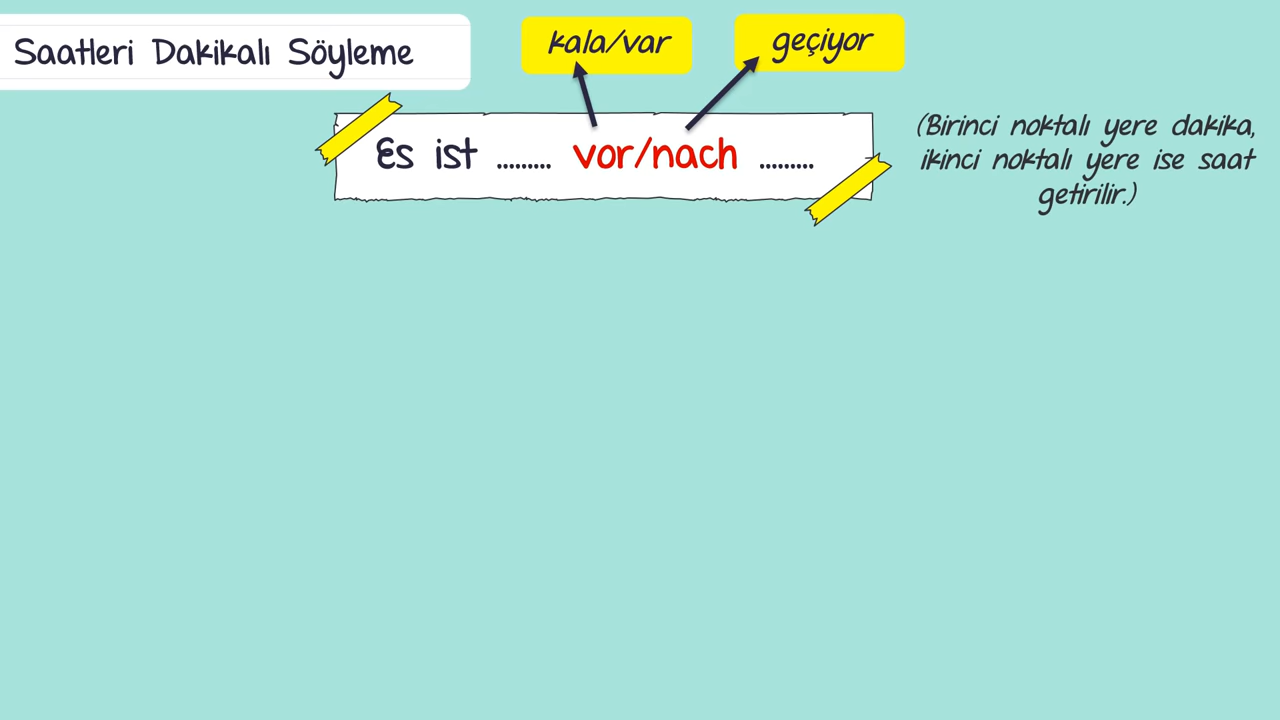 Saatleri Dakikalı Söyleme
kala/var
geçiyor
Es ist ......... vor/nach .........
(Birinci noktalı yere dakika,
ikinci noktalı yere ise saat
getirilir.)